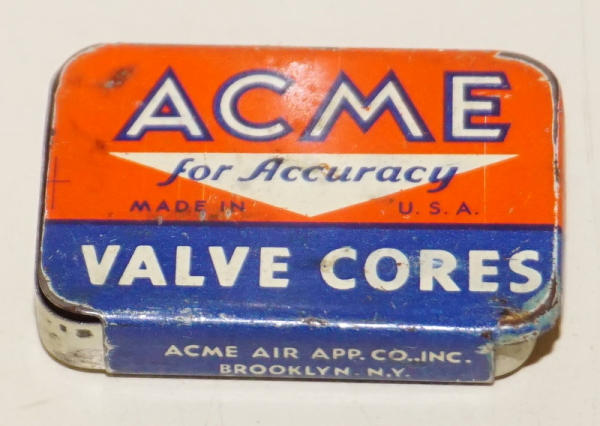 ACME
for Accuracy
MADE IN U.S.A.
VALVE CORES
ACME AIR APP. CO., INC.
BROOKLYN. N.Y.